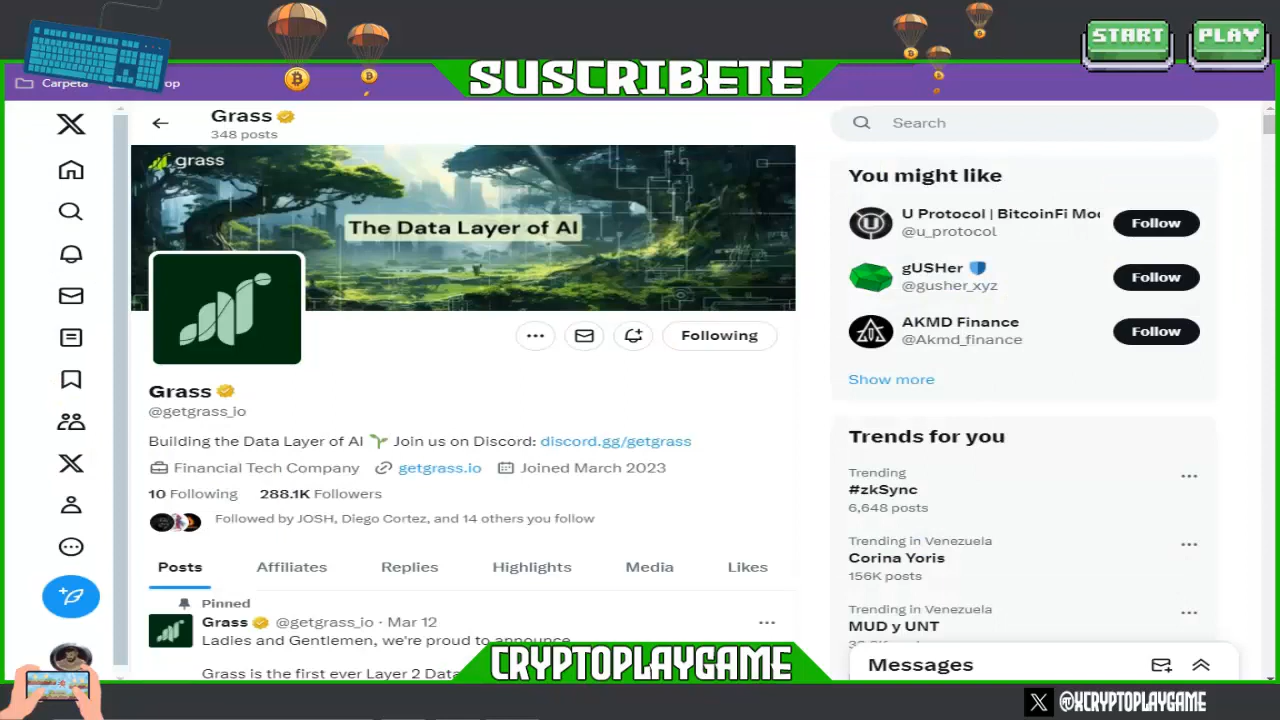 START
PLAY
SUSCRIBETE
Carpeta
op
Grass
348 posts
Search
grass
The Data Layer of AI
You might like
U Protocol | BitcoinFi
@u_protocol
Follow
gUSHer
@gusher_xyz
Follow
AKMD Finance
@Akmd_finance
Follow
Show more
Following
Grass
@getgrass_io
Building the Data Layer of AI 🌱 Join us on Discord: discord.gg/getgrass
Financial Tech Company getgrass.io Joined March 2023
10 Following 288.1K Followers
Followed by JOSH, Diego Cortez, and 14 others you follow
Posts Affiliates Replies Highlights Media Likes
Pinned
Grass @getgrass_io · Mar 12
Ladies and Gentlemen, we're proud to announce
Grass is the first ever Layer 2 Data
Trends for you
Trending
#zkSync
6,648 posts
Trending in Venezuela
Corina Yoris
156K posts
Trending in Venezuela
MUD y UNT
Messages
CRYPTOPLAYGAME
@XCRYPTOPLAYGAME